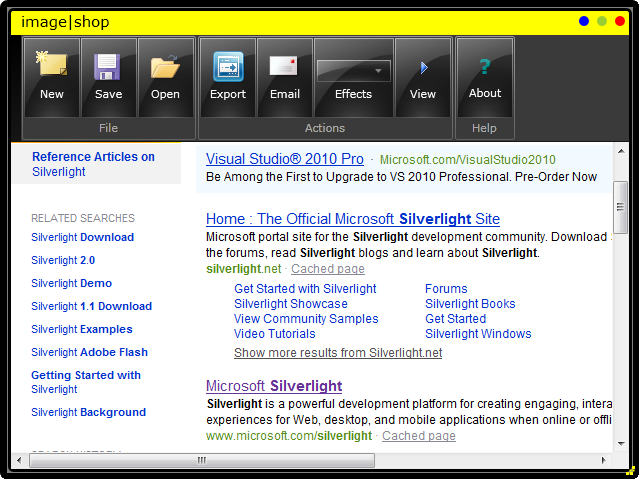 image|shop
New
Save
Open
Export
Email
Effects
View
?
About
File
Actions
Help
Reference Articles on
Silverlight
RELATED SEARCHES
Silverlight Download
Silverlight 2.0
Silverlight Demo
Silverlight 1.1 Download
Silverlight Examples
Silverlight Adobe Flash
Getting Started with
Silverlight
Silverlight Background
Visual Studio® 2010 Pro · Microsoft.com/VisualStudio2010
Be Among the First to Upgrade to VS 2010 Professional. Pre-Order Now
Home : The Official Microsoft Silverlight Site
Microsoft portal site for the Silverlight development community. Download
the forums, read Silverlight blogs and learn about Silverlight.
silverlight.net · Cached page
Get Started with Silverlight
Silverlight Showcase
View Community Samples
Video Tutorials
Forums
Silverlight Books
Get Started
Silverlight Windows
Show more results from Silverlight.net
Microsoft Silverlight
Silverlight is a powerful development platform for creating engaging, intera
experiences for Web, desktop, and mobile applications when online or offli
www.microsoft.com/silverlight · Cached page